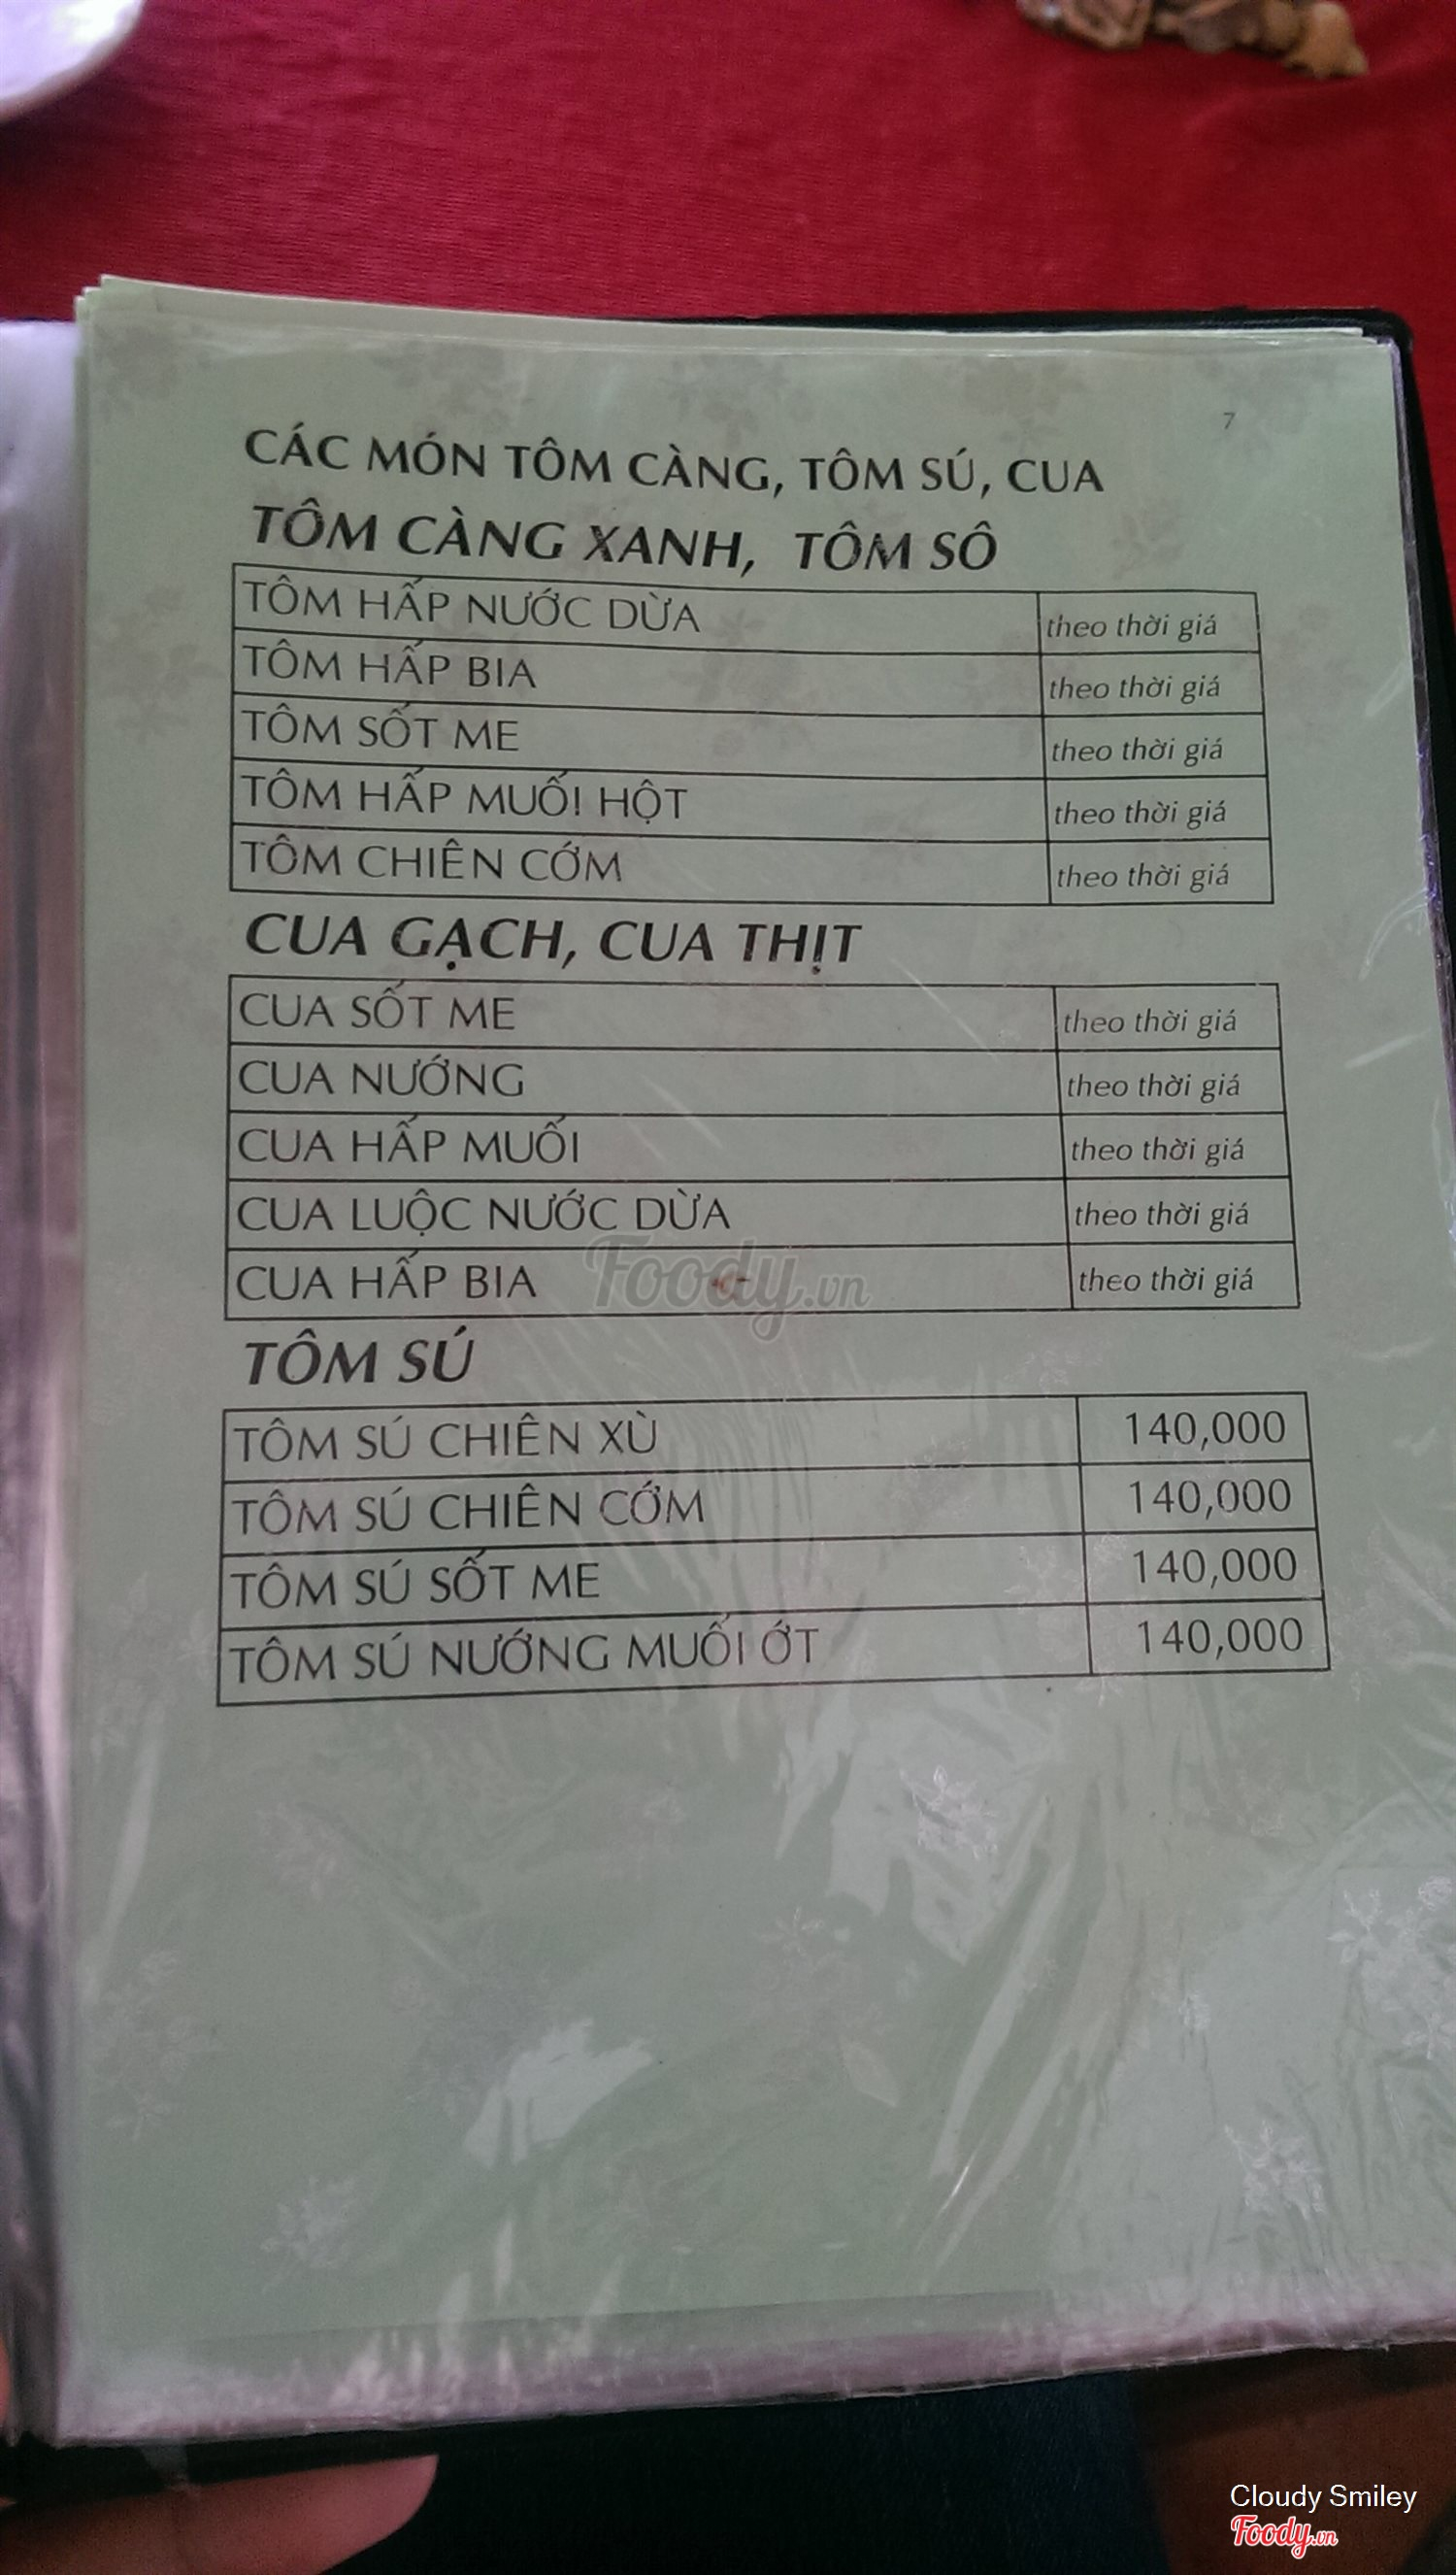 7
CÁC MÓN TÔM CÀNG, TÔM SÚ, CUA
TÔM CÀNG XANH, TÔM SÔ
TÔM HẤP NƯỚC DỪA theo thời giá
TÔM HẤP BIA theo thời giá
TÔM SỐT ME theo thời giá
TÔM HẤP MUỐI HỘT theo thời giá
TÔM CHIÊN CỚM theo thời giá
CUA GẠCH, CUA THỊT
CUA SỐT ME theo thời giá
CUA NƯỚNG theo thời giá
CUA HẤP MUỐI theo thời giá
CUA LUỘC NƯỚC DỪA theo thời giá
CUA HẤP BIA theo thời giá
Foody.vn
TÔM SÚ
TÔM SÚ CHIÊN XÙ 140,000
TÔM SÚ CHIÊN CỚM 140,000
TÔM SÚ SỐT ME 140,000
TÔM SÚ NƯỚNG MUỐI ỚT 140,000
Cloudy Smiley
Foody.vn